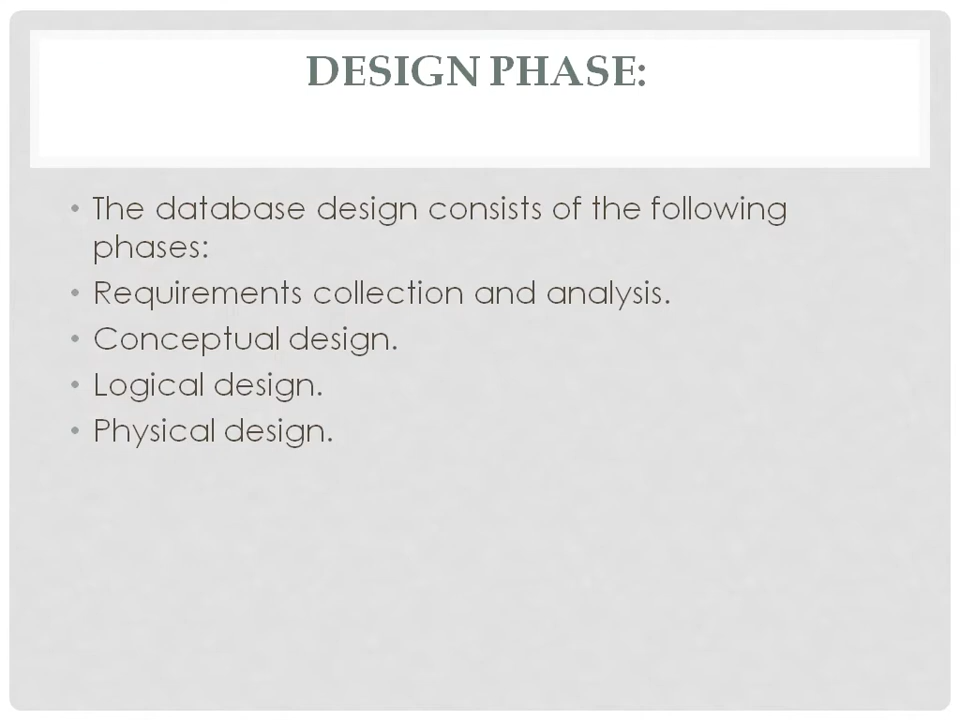 DESIGN PHASE:
• The database design consists of the following
phases:
• Requirements collection and analysis.
• Conceptual design.
• Logical design.
• Physical design.